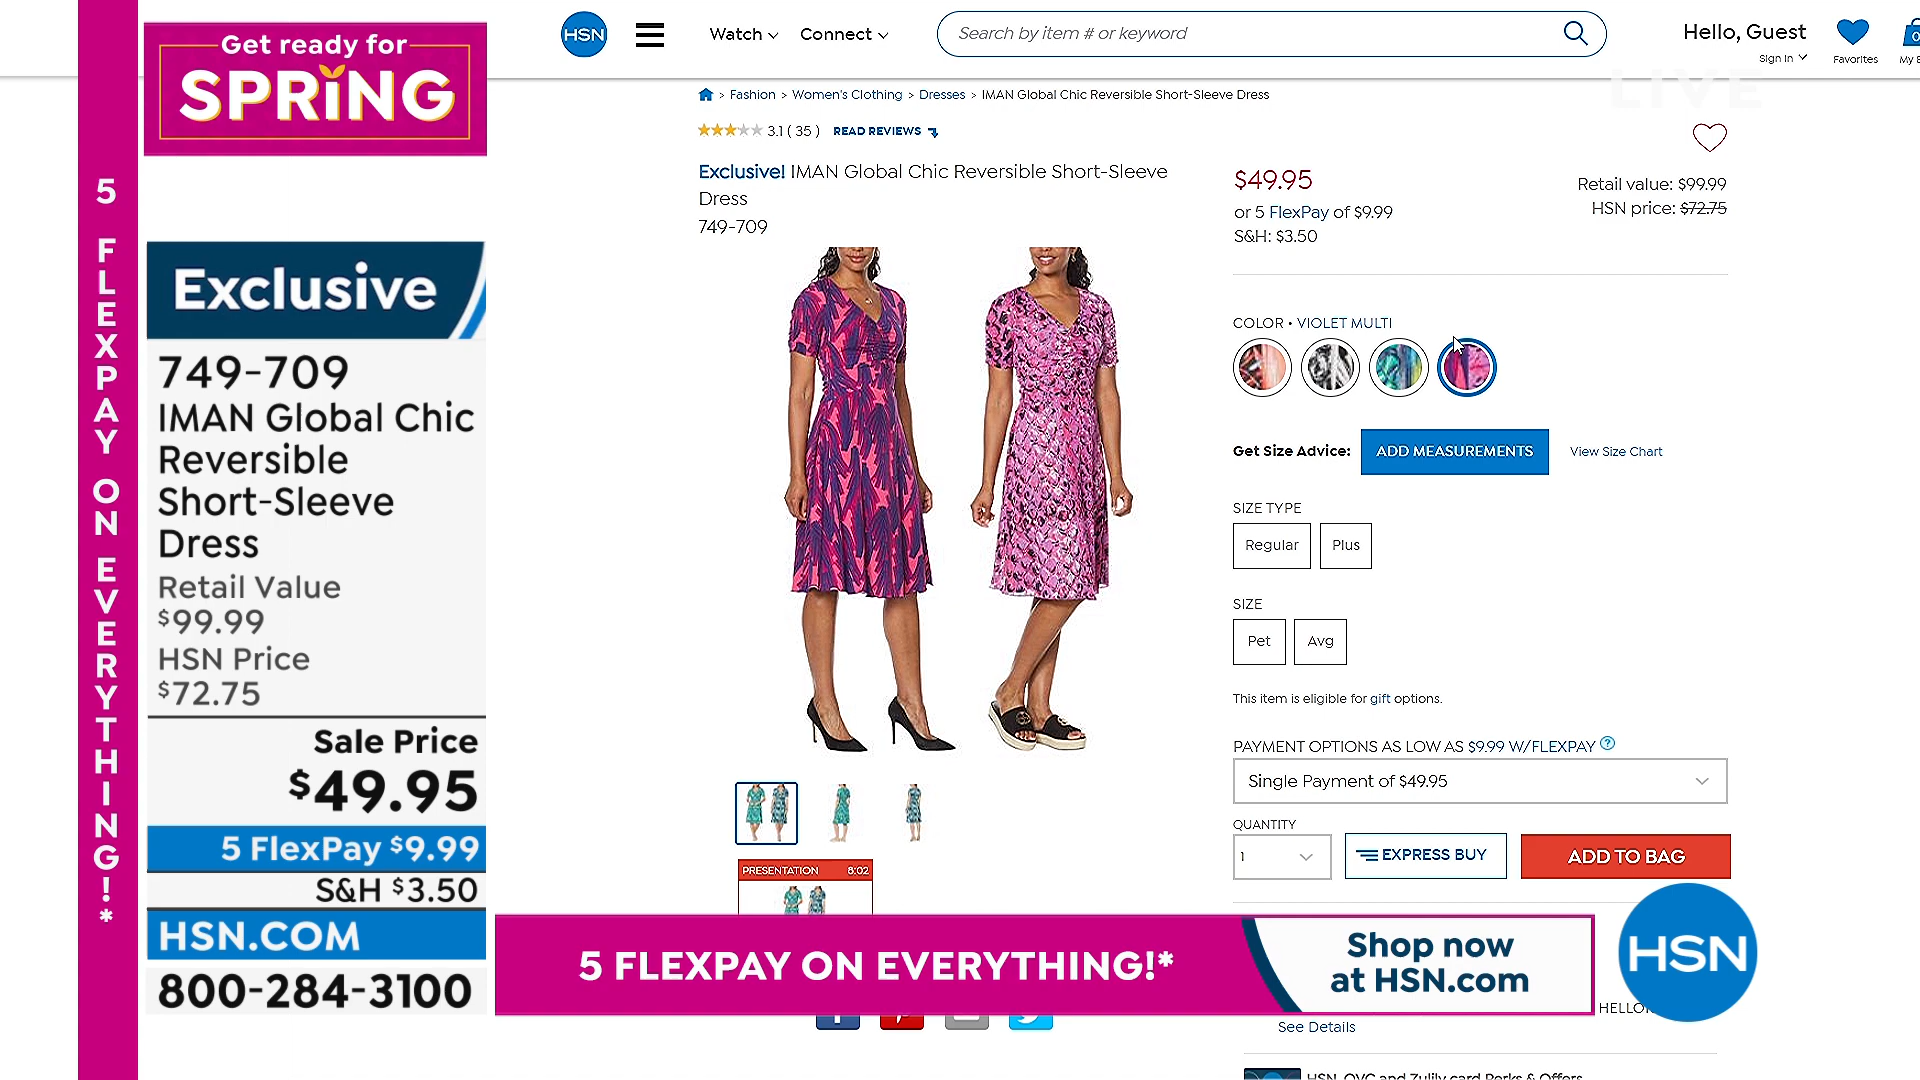 Get ready for
SPRING
5 FLEXPAY ON EVERYTHING!*
Exclusive
749-709
IMAN Global Chic
Reversible
Short-Sleeve
Dress
Retail Value
$99.99
HSN Price
$72.75
Sale Price
$49.95
5 FlexPay $9.99
S&H $3.50
HSN.COM
800-284-3100
HSN
Watch
Connect
Search by item # or keyword
Hello, Guest
Sign In
Favorites
LIVE
> Fashion > Women's Clothing > Dresses > IMAN Global Chic Reversible Short-Sleeve Dress
3.1 ( 35 ) READ REVIEWS
Exclusive! IMAN Global Chic Reversible Short-Sleeve
Dress
749-709
$49.95
or 5 FlexPay of $9.99
S&H: $3.50
Retail value: $99.99
HSN price: $72.75
COLOR • VIOLET MULTI
Get Size Advice: ADD MEASUREMENTS View Size Chart
SIZE TYPE
Regular Plus
SIZE
Pet Avg
This item is eligible for gift options.
PAYMENT OPTIONS AS LOW AS $9.99 W/FLEXPAY ?
Single Payment of $49.95
QUANTITY
1
EXPRESS BUY
ADD TO BAG
PRESENTATION 8:02
5 FLEXPAY ON EVERYTHING!*
Shop now
at HSN.com
HSN
See Details
HSN, QVC and Zulily card Perks & Offers